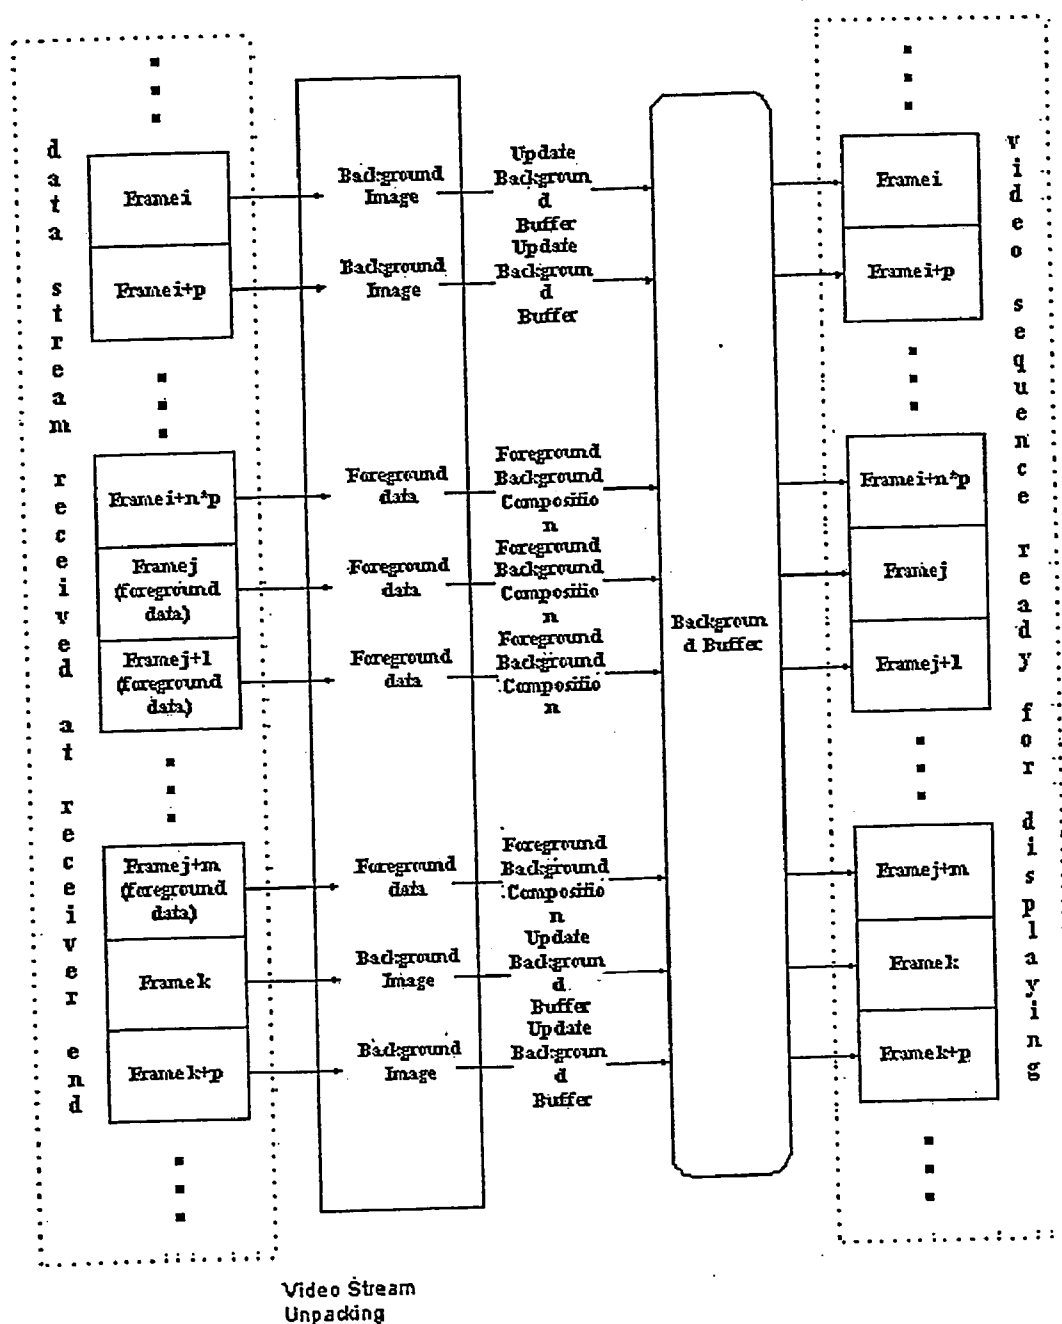 data stream received at receiver end
Framei
Framei+p
Framei+n*p
Framej
(foreground
data)
Framej+1
(foreground
data)
Framej+m
(foreground
data)
Framek
Framek+p
Background
Image
Background
Image
Foreground
data
Foreground
data
Foreground
data
Foreground
data
Background
Image
Background
Image
Update
Backgroun
d
Buffer
Update
Backgroun
d
Buffer
Foreground
Background
Compositio
n
Foreground
Background
Compositio
n
Foreground
Background
Compositio
n
Foreground
Background
Compositio
n
Update
Backgroun
d
Buffer
Update
Backgroun
d
Buffer
Backgroun
d Buffer
Framei
Framei+p
Framei+n*p
Framej
Framej+1
Framej+m
Framek
Framek+p
video sequence ready for displaying
Video Stream
Unpacking